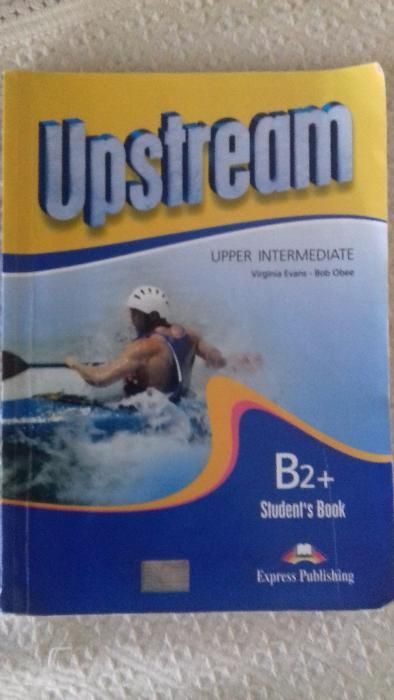 Upstream
UPPER INTERMEDIATE
Virginia Evans - Bob Obee
B2+
Student's Book
Express Publishing